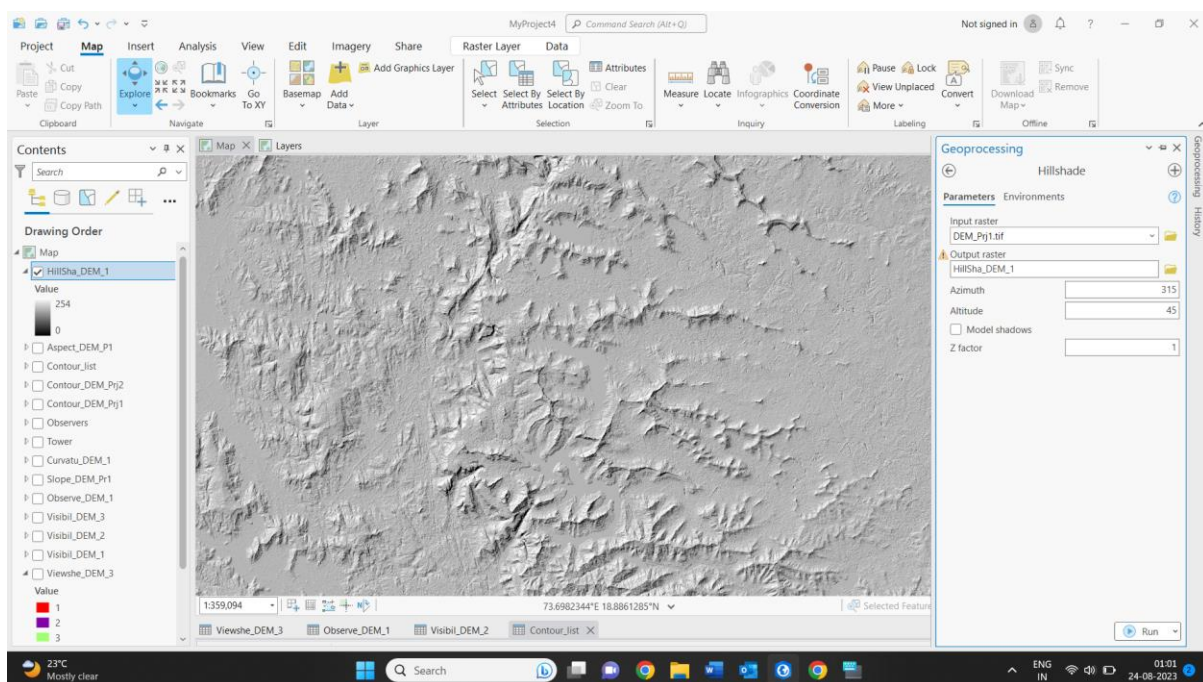 MyProject4
Command Search (Alt+Q)
Not signed in
Project Map Insert Analysis View Edit Imagery Share Raster Layer Data
Cut
Copy
Copy Path
Paste
Clipboard
Explore
Bookmarks
Go
To XY
Navigate
Basemap
Add
Data
Add Graphics Layer
Layer
Select
Select By
Attributes
Select By
Location
Attributes
Clear
Zoom To
Selection
Measure
Locate
Infographics
Coordinate
Conversion
Inquiry
Pause
Lock
View Unplaced
More
Convert
Labeling
Download
Map
Sync
Remove
Offline
Contents
Search
Drawing Order
Map
HillSha_DEM_1
Value
254
0
Aspect_DEM_P1
Contour_list
Contour_DEM_Prj2
Contour_DEM_Prj1
Observers
Tower
Curvatu_DEM_1
Slope_DEM_Pr1
Observe_DEM_1
Visibil_DEM_3
Visibil_DEM_2
Visibil_DEM_1
Viewshe_DEM_3
Value
1
2
3
Map
Layers
1:359,094
73.6982344°E 18.8861285°N
Selected Feature
Viewshe_DEM_3
Observe_DEM_1
Visibil_DEM_2
Contour_list
Geoprocessing
Hillshade
Parameters Environments
Input raster
DEM_Prj1.tif
Output raster
HillSha_DEM_1
Azimuth 315
Altitude 45
Model shadows
Z factor 1
Run
Geoprocessing
History
23°C
Mostly clear
Search
ENG
IN
01:01
24-08-2023
2